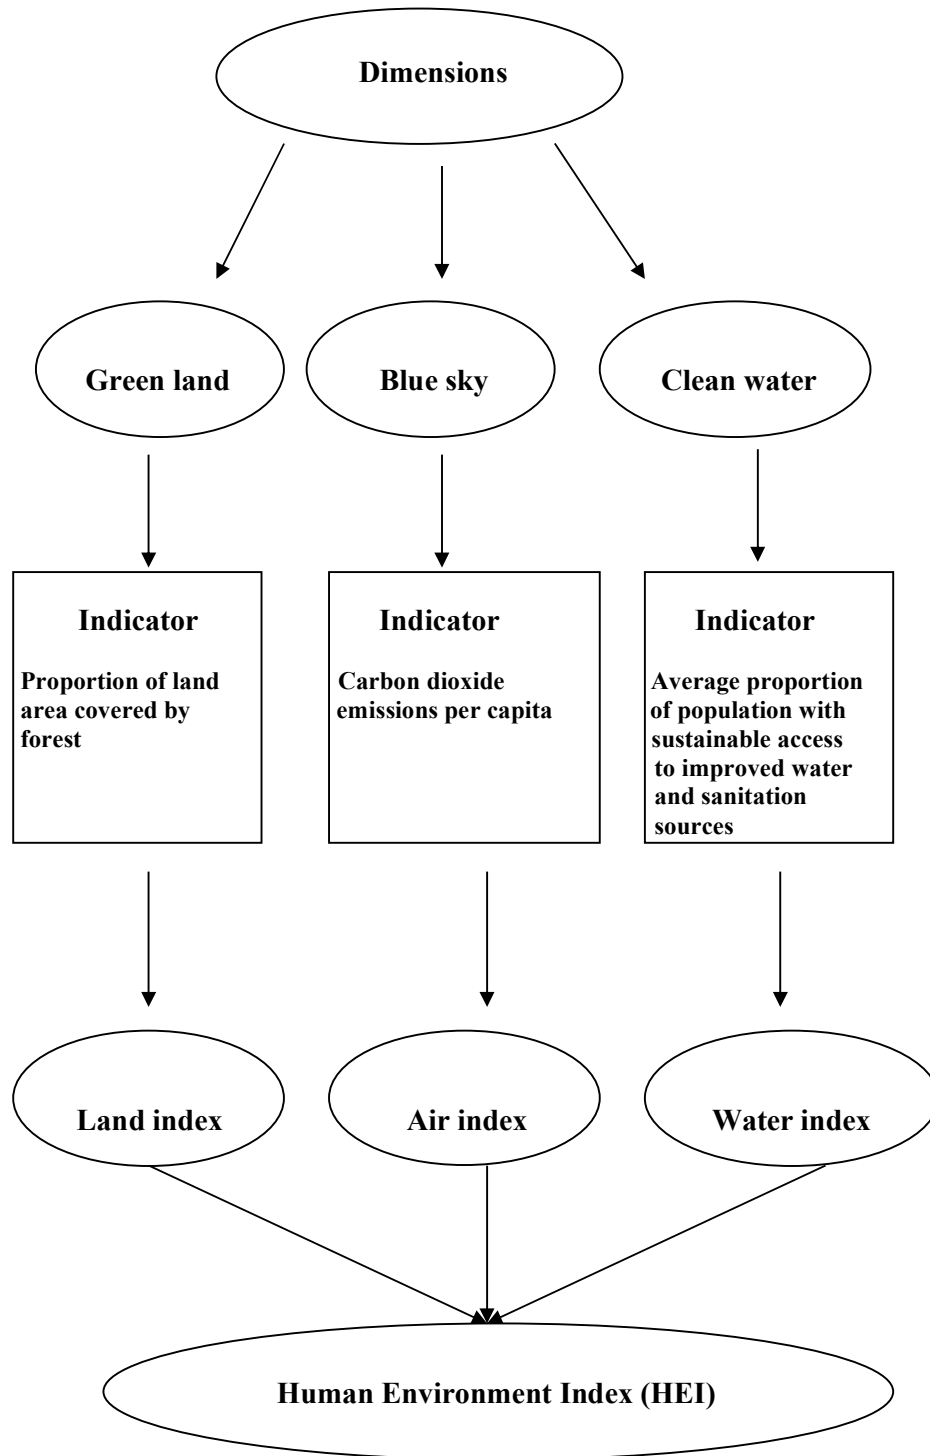 Dimensions
Green land
Blue sky
Clean water
Indicator
Proportion of land
area covered by
forest
Indicator
Carbon dioxide
emissions per capita
Indicator
Average proportion
of population with
sustainable access
to improved water
and sanitation
sources
Land index
Air index
Water index
Human Environment Index (HEI)